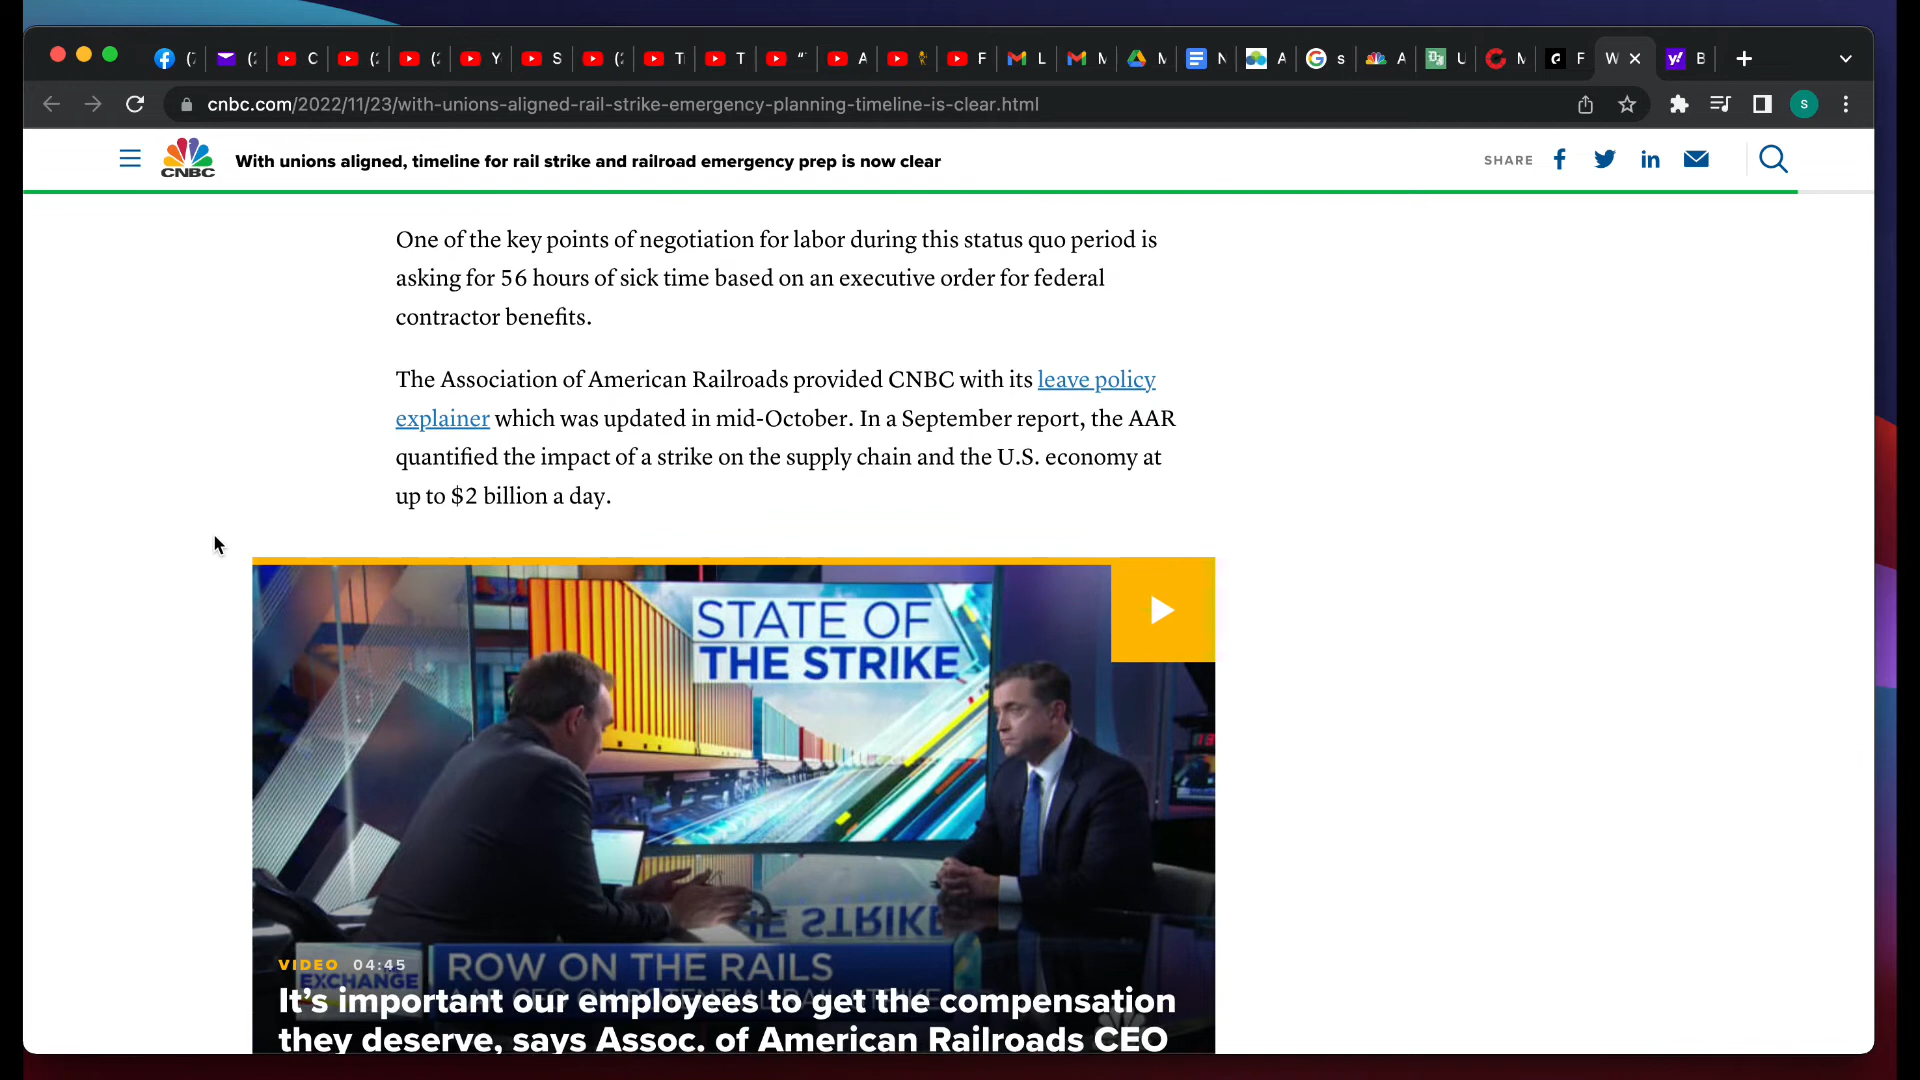 ( ( C ( ( Y S ( T T " A F L M M N A G s A U M G F W y! B
cnbc.com/2022/11/23/with-unions-aligned-rail-strike-emergency-planning-timeline-is-clear.html
S
CNBC
With unions aligned, timeline for rail strike and railroad emergency prep is now clear
SHARE
One of the key points of negotiation for labor during this status quo period is
asking for 56 hours of sick time based on an executive order for federal
contractor benefits.
The Association of American Railroads provided CNBC with its leave policy
explainer which was updated in mid-October. In a September report, the AAR
quantified the impact of a strike on the supply chain and the U.S. economy at
up to $2 billion a day.
STATE OF
THE STRIKE
EXCHANGE
ROW ON THE RAILS
VIDEO 04:45
It's important our employees to get the compensation
they deserve, says Assoc. of American Railroads CEO